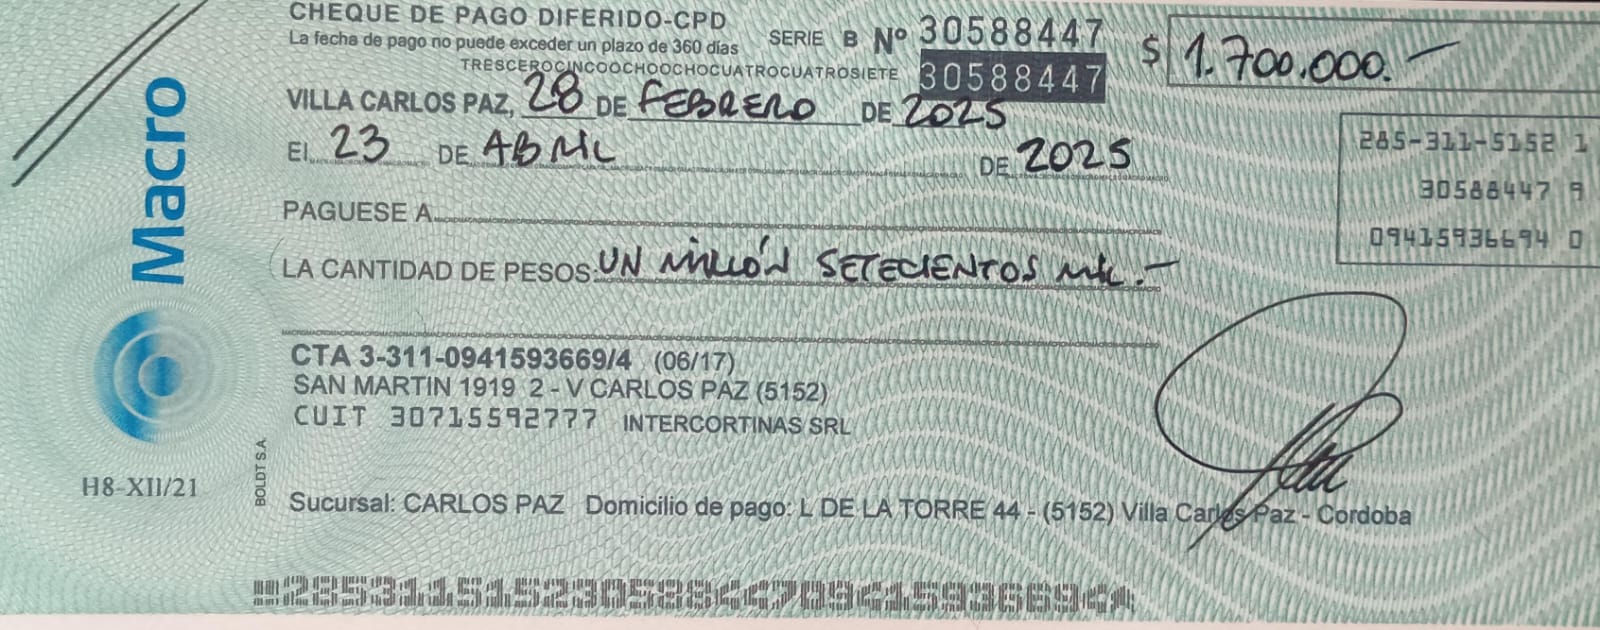 CHEQUE DE PAGO DIFERIDO-CPD
La fecha de pago no puede exceder un plazo de 360 días
SERIE B Nº 30588447
TRESCEROCINCOOCHOOCHOCUATROCUATROSIETE 30588447
$ 1.700.000.-
VILLA CARLOS PAZ, 28 DE FEBRERO DE 2025
El 23 DE ABRIL DE 2025
285-311-5152 1
30588447 9
09415936694 0
PAGUESE A
LA CANTIDAD DE PESOS: UN MILLÓN SETECIENTOS MIL.-
CTA 3-311-0941593669/4 (06/17)
SAN MARTIN 1919 2 - V CARLOS PAZ (5152)
CUIT 30715592777 INTERCORTINAS SRL
Sucursal: CARLOS PAZ Domicilio de pago: L DE LA TORRE 44 - (5152) Villa Carlos Paz - Cordoba
Macro
H8-XII/21
BOLDT S.A.
28531151523058844709415936694